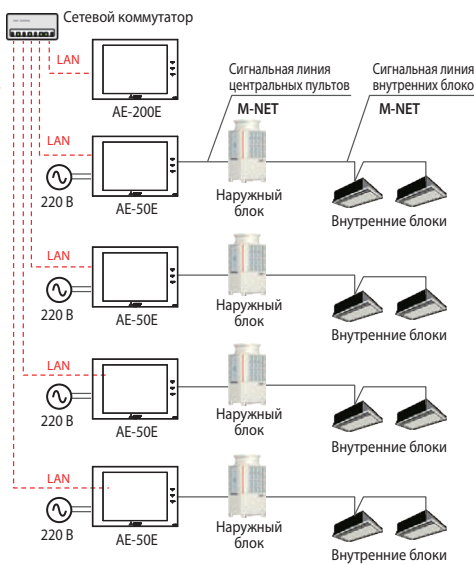 Сетевой коммутатор
LAN
AE-200E
Сигнальная линия
центральных пультов
M-NET
Сигнальная линия
внутренних блоко
M-NET
LAN
220 В
AE-50E
Наружный
блок
Внутренние блоки
LAN
220 В
AE-50E
Наружный
блок
Внутренние блоки
LAN
220 В
AE-50E
Наружный
блок
Внутренние блоки
LAN
220 В
AE-50E
Наружный
блок
Внутренние блоки